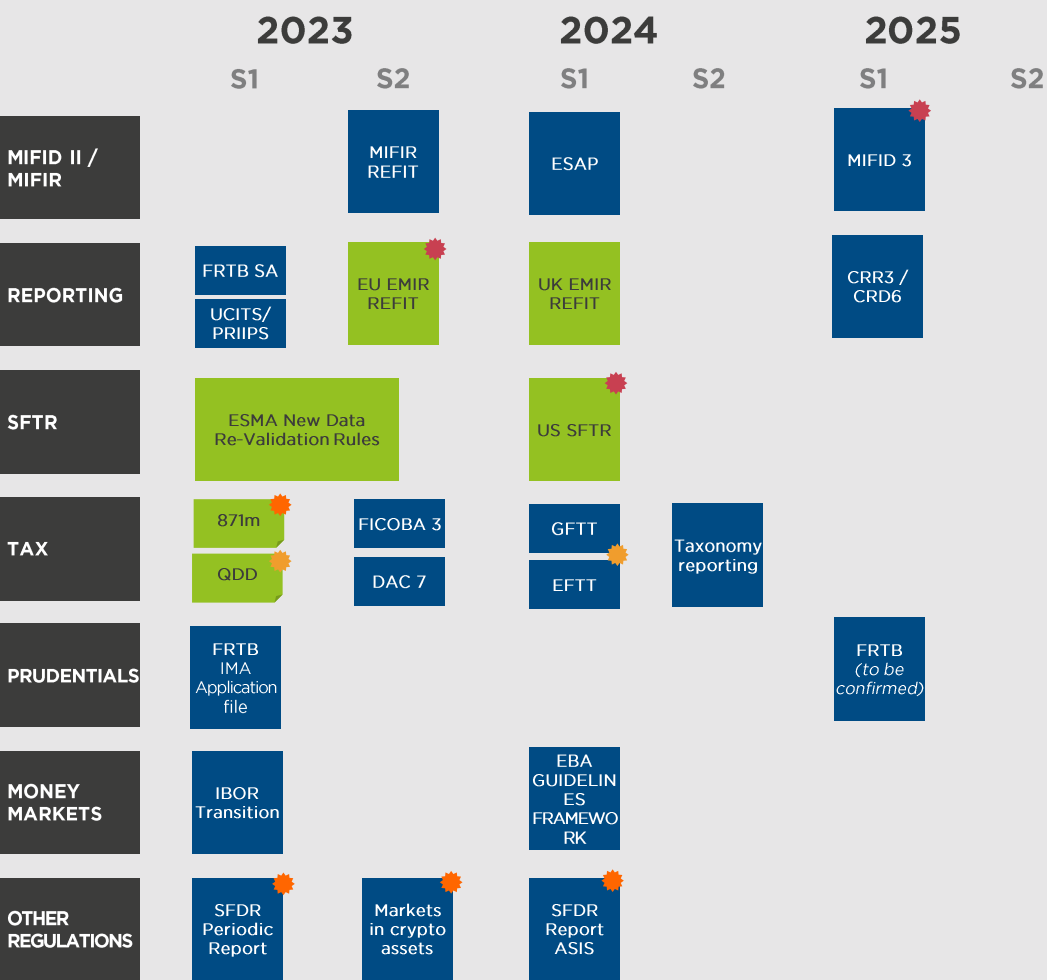 2023
2024
2025
S1
S2
S1
S2
S1
S2
MIFID II /
MIFIR
MIFIR
REFIT
ESAP
MIFID 3
REPORTING
FRTB SA
UCITS/
PRIIPS
EU EMIR
REFIT
UK EMIR
REFIT
CRR3 /
CRD6
SFTR
ESMA New Data
Re-Validation Rules
US SFTR
TAX
871m
QDD
FICOBA 3
DAC 7
GFTT
EFTT
Taxonomy
reporting
PRUDENTIALS
FRTB
IMA
Application
file
FRTB
(to be
confirmed)
MONEY
MARKETS
IBOR
Transition
EBA
GUIDELIN
ES
FRAMEWO
RK
OTHER
REGULATIONS
SFDR
Periodic
Report
Markets
in crypto
assets
SFDR
Report
ASIS